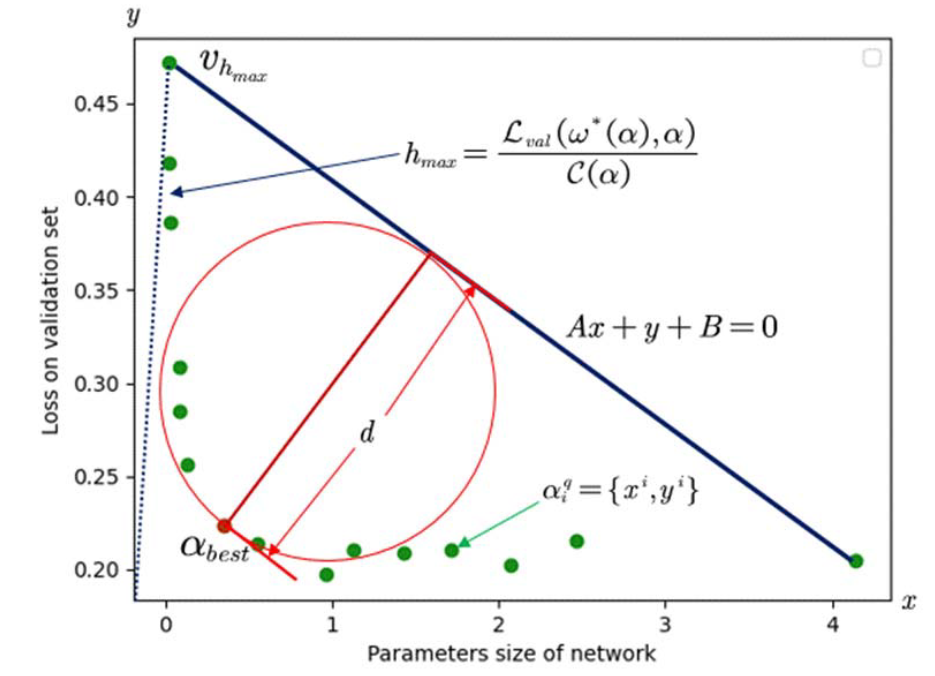 y
0.45
0.40
0.35
0.30
0.25
0.20
Loss on validation set
v_{h_{max}}
h_{max} = \frac{\mathcal{L}_{val}(\omega^*(\alpha), \alpha)}{\mathcal{C}(\alpha)}
Ax + y + B = 0
d
α_i^q = {x^i, y^i}
α_{best}
0 1 2 3 4
x
Parameters size of network